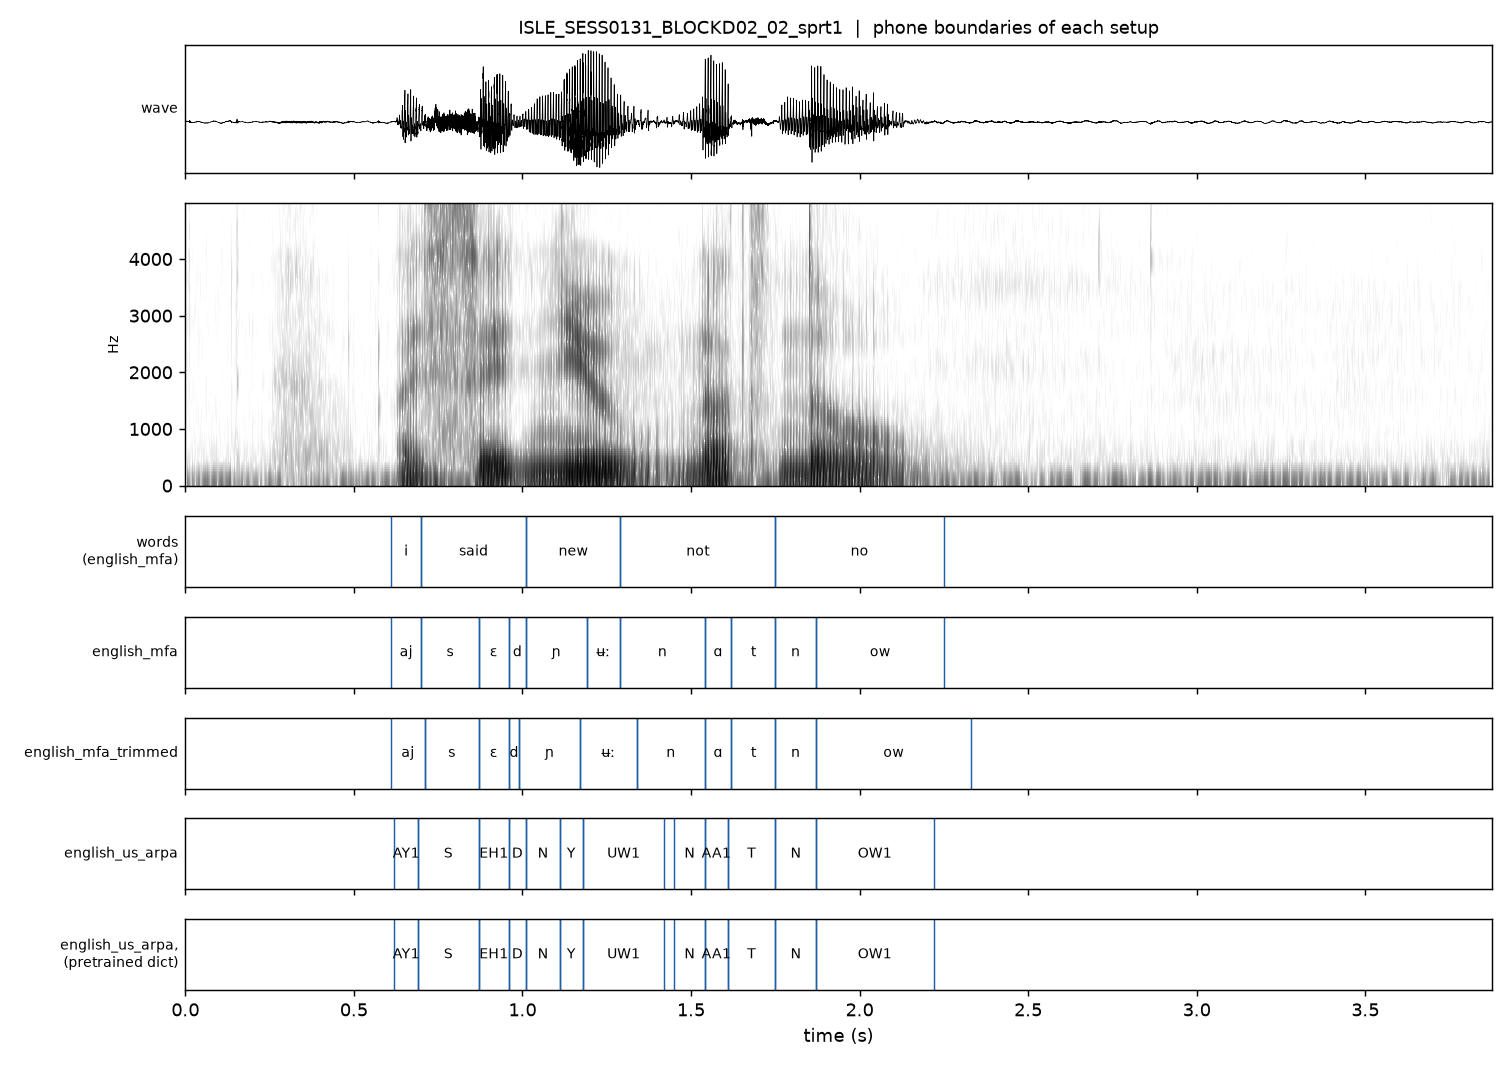 ISLE_SESS0131_BLOCKD02_02_sprt1 | phone boundaries of each setup
wave
4000
3000
2000
1000
0
Hz
words
(english_mfa)
i said new not no
english_mfa
aj s ɛ d ɲ ʉː n ɑ t n ow
english_mfa_trimmed
aj s ɛ d ɲ ʉː n ɑ t n ow
english_us_arpa
AY1 S EH1 D N Y UW1 N AA1 T N OW1
english_us_arpa,
(pretrained dict)
AY1 S EH1 D N Y UW1 N AA1 T N OW1
0.0 0.5 1.0 1.5 2.0 2.5 3.0 3.5
time (s)